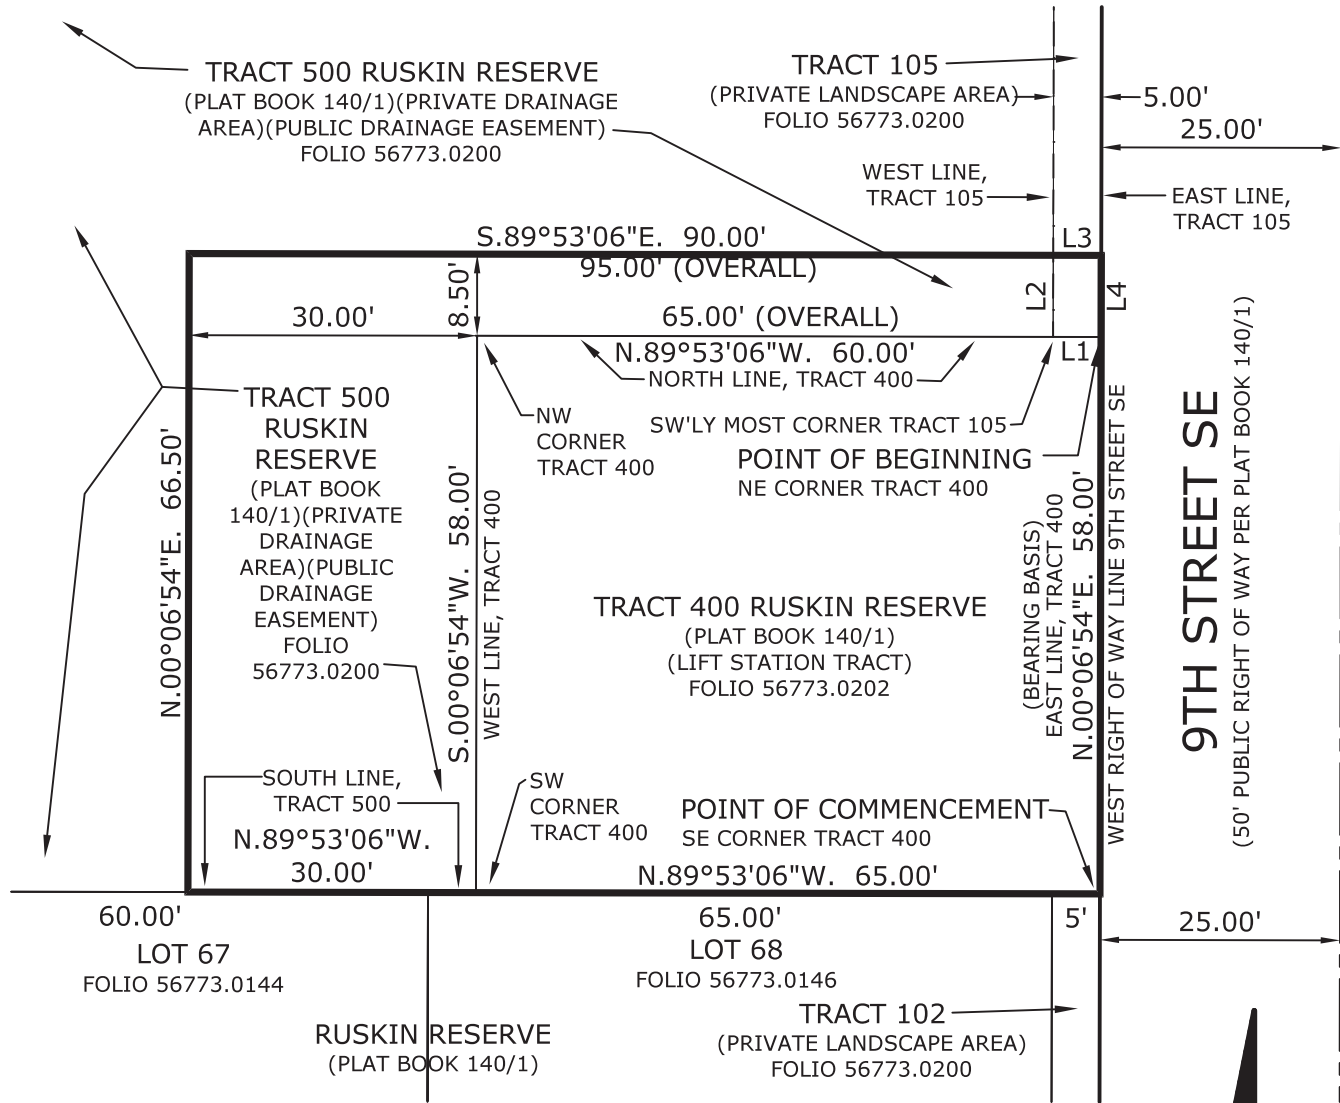 TRACT 500 RUSKIN RESERVE
(PLAT BOOK 140/1)(PRIVATE DRAINAGE
AREA)(PUBLIC DRAINAGE EASEMENT)
FOLIO 56773.0200
TRACT 105
(PRIVATE LANDSCAPE AREA)
FOLIO 56773.0200
5.00'
25.00'
WEST LINE,
TRACT 105
EAST LINE,
TRACT 105
S.89°53'06"E. 90.00'
L3
95.00' (OVERALL)
8.50'
L2
L4
30.00'
65.00' (OVERALL)
N.89°53'06"W. 60.00'
L1
NORTH LINE, TRACT 400
NW
CORNER
TRACT 400
SW'LY MOST CORNER TRACT 105
POINT OF BEGINNING
NE CORNER TRACT 400
TRACT 500
RUSKIN
RESERVE
(PLAT BOOK
140/1)(PRIVATE
DRAINAGE
AREA)(PUBLIC
DRAINAGE
EASEMENT)
FOLIO
56773.0200
N.00°06'54"E. 66.50'
S.00°06'54"W. 58.00'
WEST LINE, TRACT 400
TRACT 400 RUSKIN RESERVE
(PLAT BOOK 140/1)
(LIFT STATION TRACT)
FOLIO 56773.0202
(BEARING BASIS)
EAST LINE, TRACT 400
N.00°06'54"E. 58.00'
WEST RIGHT OF WAY LINE 9TH STREET SE
9TH STREET SE
(50' PUBLIC RIGHT OF WAY PER PLAT BOOK 140/1)
SOUTH LINE,
TRACT 500
N.89°53'06"W.
30.00'
SW
CORNER
TRACT 400
POINT OF COMMENCEMENT
SE CORNER TRACT 400
N.89°53'06"W. 65.00'
60.00'
LOT 67
FOLIO 56773.0144
65.00'
LOT 68
FOLIO 56773.0146
5'
25.00'
RUSKIN RESERVE
(PLAT BOOK 140/1)
TRACT 102
(PRIVATE LANDSCAPE AREA)
FOLIO 56773.0200